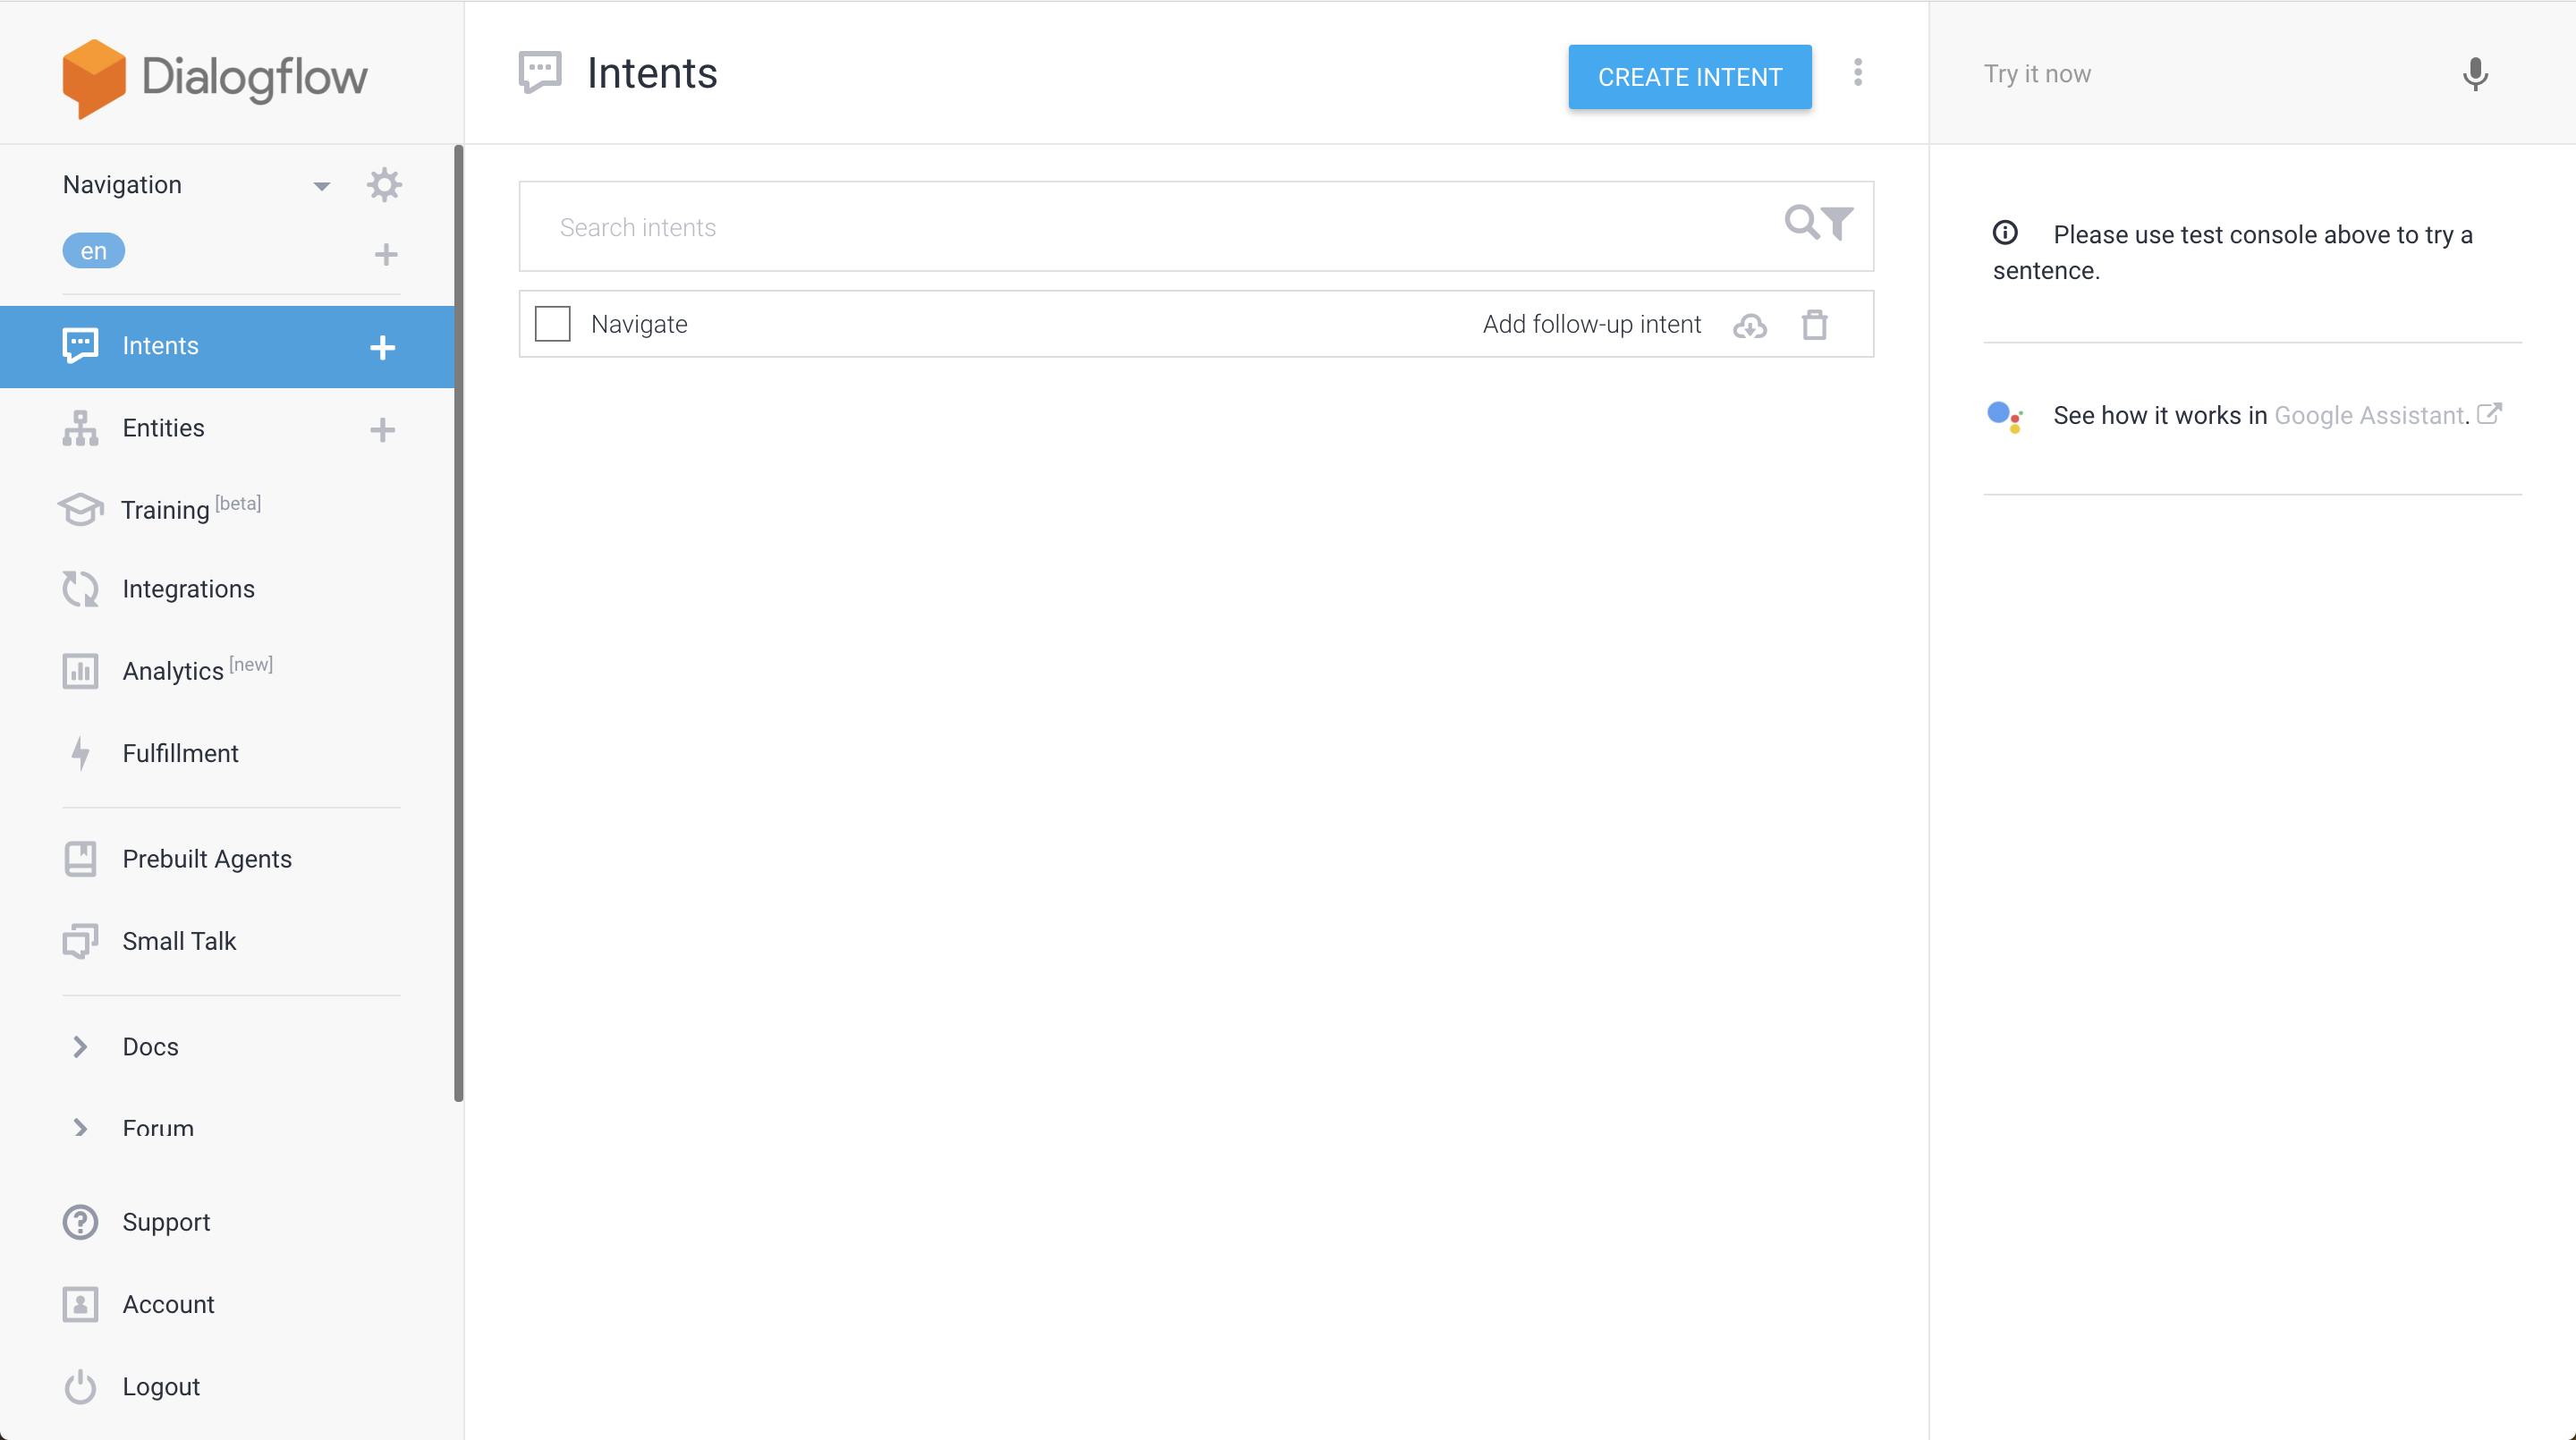 Dialogflow
Navigation
en
Intents
Entities
Training [beta]
Integrations
Analytics [new]
Fulfillment
Prebuilt Agents
Small Talk
Docs
Forum
Support
Account
Logout
Intents
CREATE INTENT
Search intents
Navigate
Add follow-up intent
Try it now
Please use test console above to try a
sentence.
See how it works in Google Assistant.